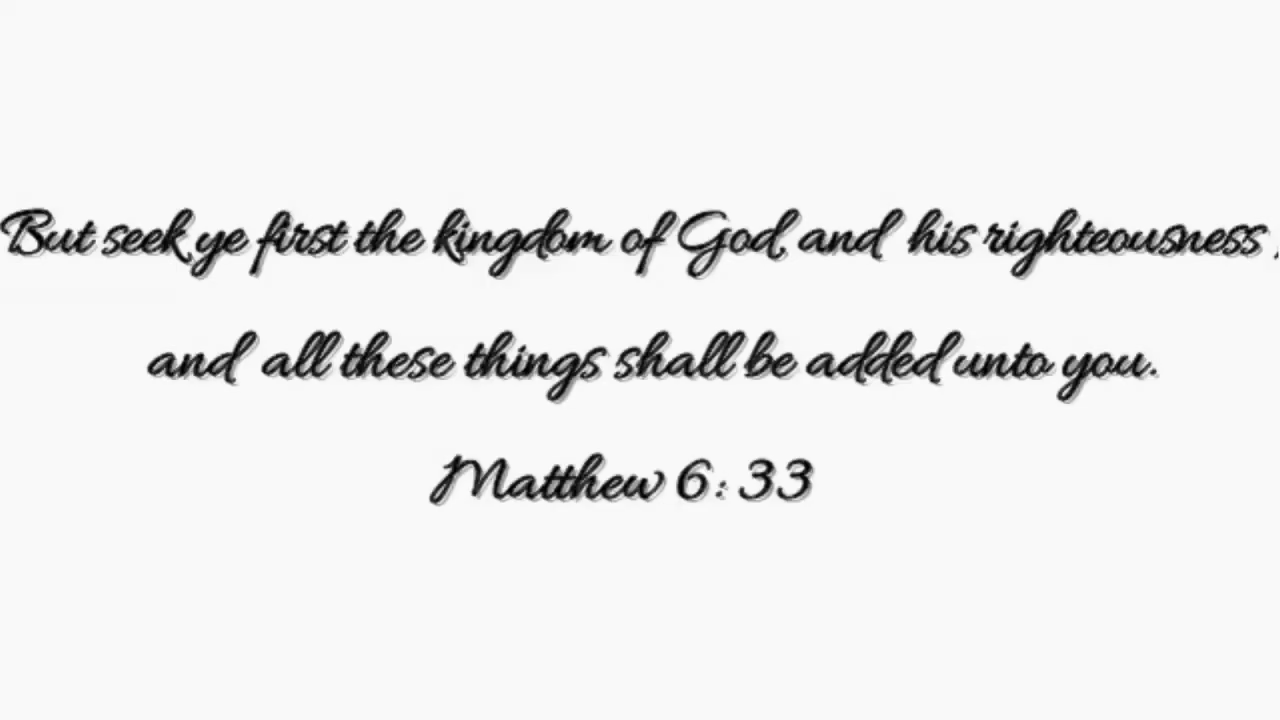 But seek ye first the kingdom of God, and his righteousness ;
and all these things shall be added unto you.
Matthew 6 : 33